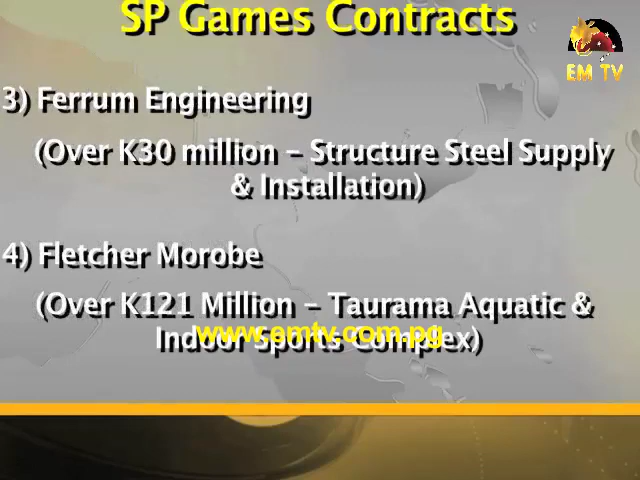 SP Games Contracts
EM TV
3) Ferrum Engineering
(Over K30 million – Structure Steel Supply
& Installation)
4) Fletcher Morobe
(Over K121 Million – Taurama Aquatic &
Indoor Sports Complex)
www.emtv.com.pg